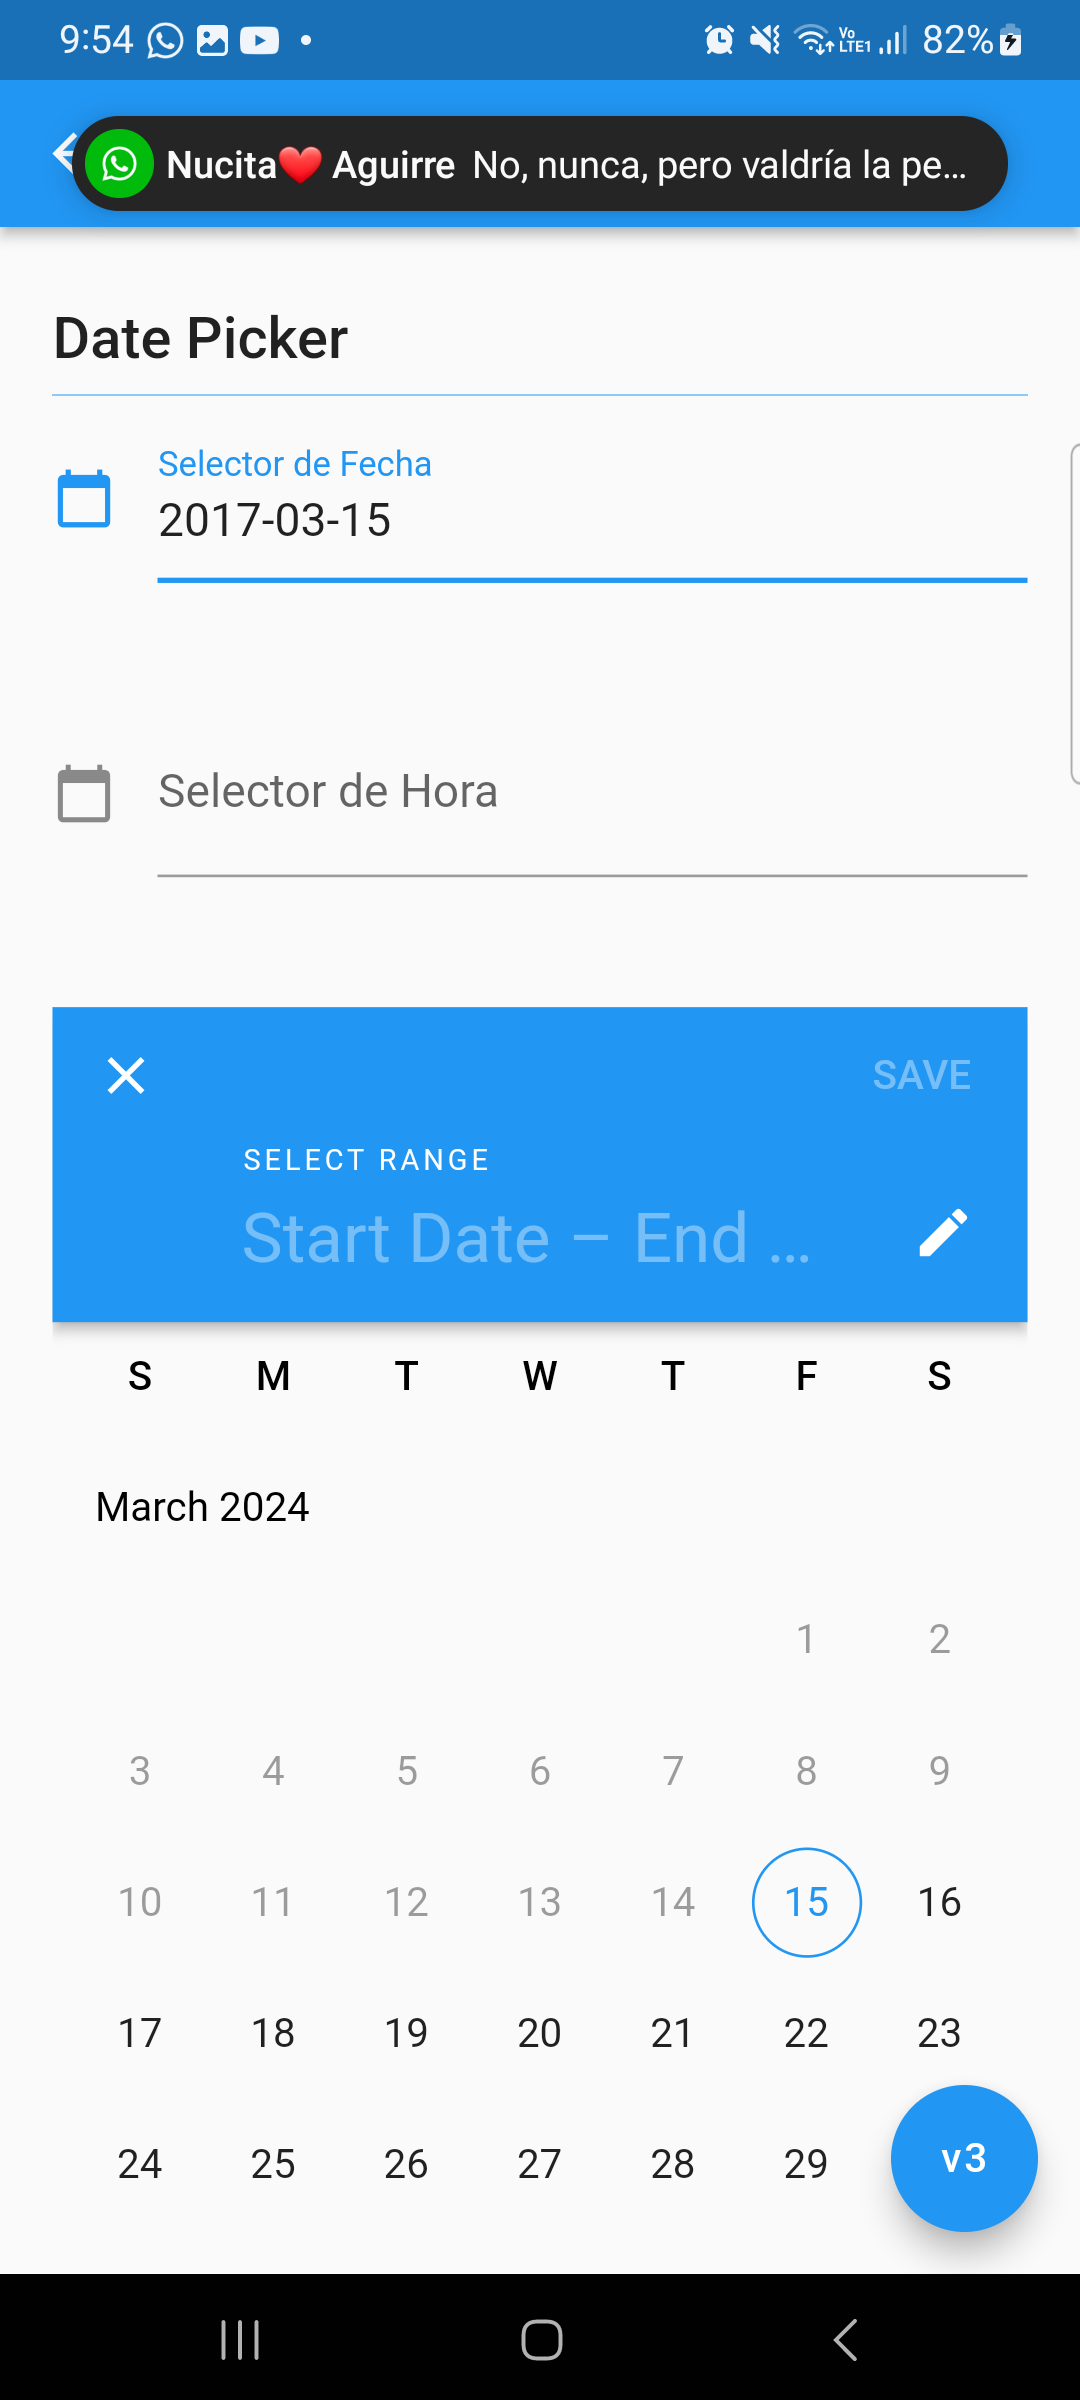 9:54 Vo LTE1 82%
Nucita❤️ Aguirre No, nunca, pero valdría la pe...
Date Picker
Selector de Fecha
2017-03-15
Selector de Hora
SAVE
SELECT RANGE
Start Date – End ...
S M T W T F S
March 2024
1 2
3 4 5 6 7 8 9
10 11 12 13 14 15 16
17 18 19 20 21 22 23
24 25 26 27 28 29
v3